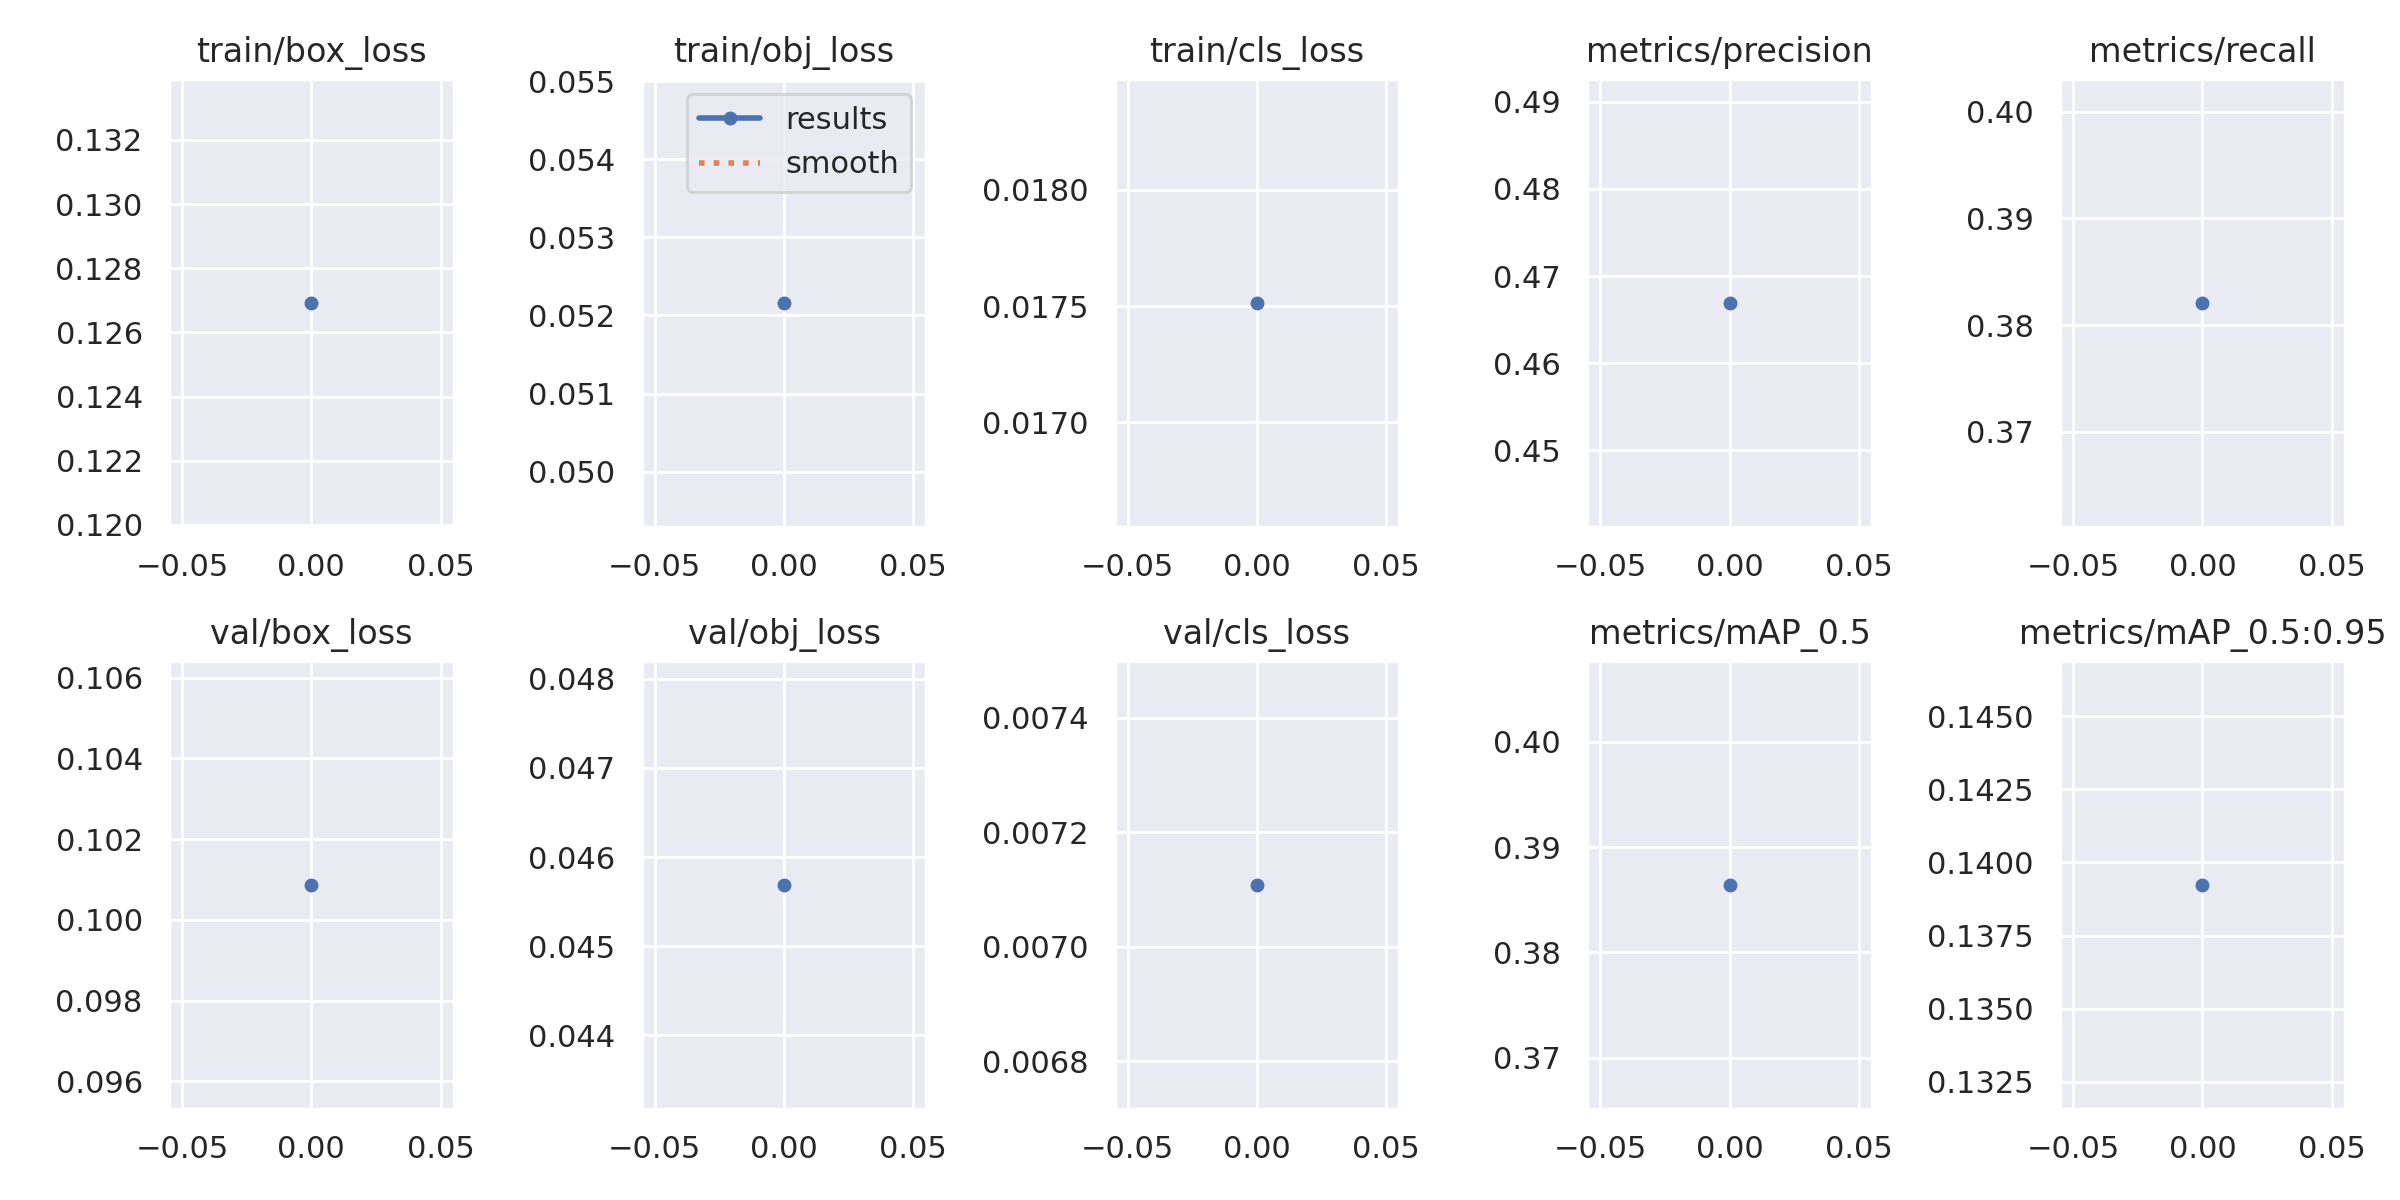 train/box_loss
0.132
0.130
0.128
0.126
0.124
0.122
0.120
−0.05 0.00 0.05
train/obj_loss
0.055
0.054
0.053
0.052
0.051
0.050
results
smooth
−0.05 0.00 0.05
train/cls_loss
0.0180
0.0175
0.0170
−0.05 0.00 0.05
metrics/precision
0.49
0.48
0.47
0.46
0.45
−0.05 0.00 0.05
metrics/recall
0.40
0.39
0.38
0.37
−0.05 0.00 0.05
val/box_loss
0.106
0.104
0.102
0.100
0.098
0.096
−0.05 0.00 0.05
val/obj_loss
0.048
0.047
0.046
0.045
0.044
−0.05 0.00 0.05
val/cls_loss
0.0074
0.0072
0.0070
0.0068
−0.05 0.00 0.05
metrics/mAP_0.5
0.40
0.39
0.38
0.37
−0.05 0.00 0.05
metrics/mAP_0.5:0.95
0.1450
0.1425
0.1400
0.1375
0.1350
0.1325
−0.05 0.00 0.05